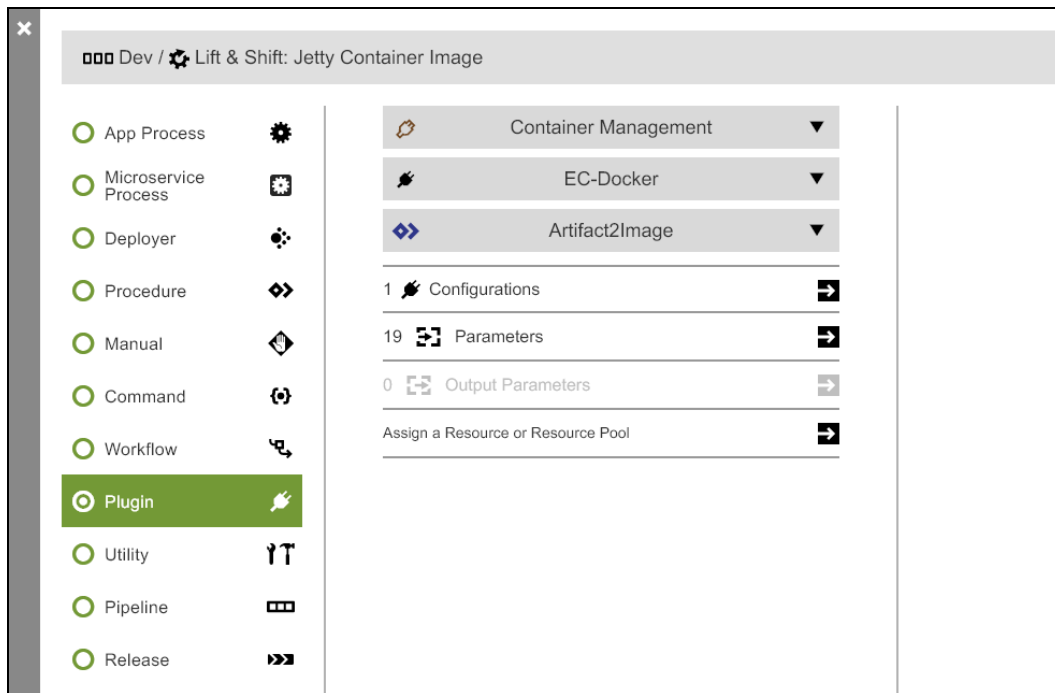 Dev / Lift & Shift: Jetty Container Image
App Process
Microservice
Process
Deployer
Procedure
Manual
Command
Workflow
Plugin
Utility
Pipeline
Release
Container Management
EC-Docker
Artifact2Image
1 Configurations
19 Parameters
0 Output Parameters
Assign a Resource or Resource Pool